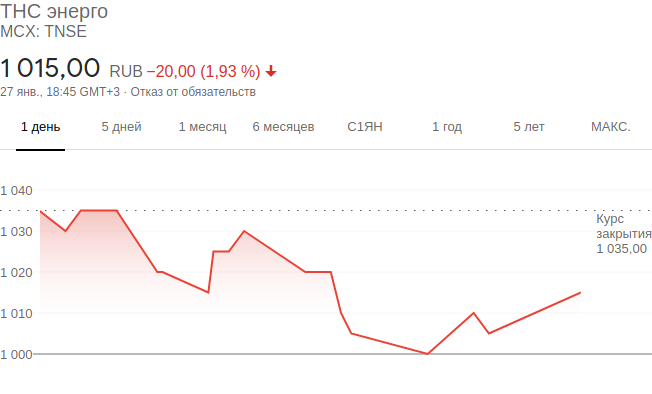 ТНС энерго
MCX: TNSE
1 015,00 RUB −20,00 (1,93 %)
27 янв., 18:45 GMT+3 · Отказ от обязательств
1 день 5 дней 1 месяц 6 месяцев С1ЯН 1 год 5 лет МАКС.
1 040
1 030
1 020
1 010
1 000
Курс
закрытия
1 035,00